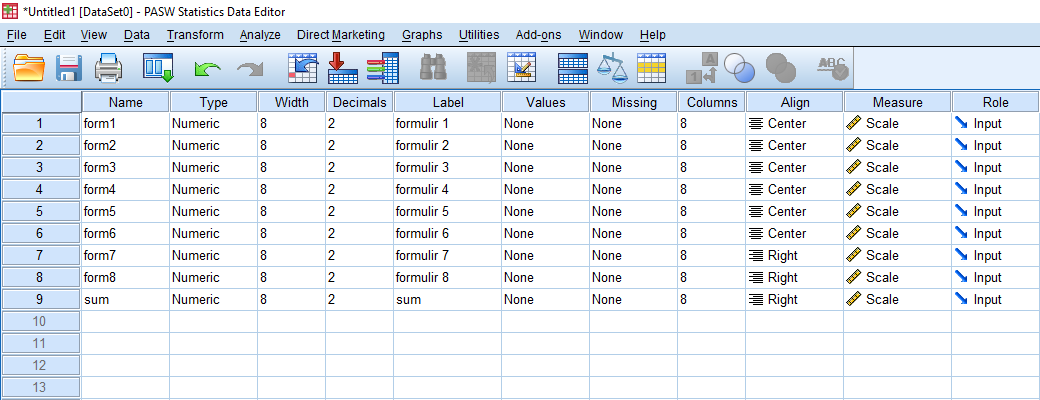 *Untitled1 [DataSet0] - PASW Statistics Data Editor
File Edit View Data Transform Analyze Direct Marketing Graphs Utilities Add-ons Window Help
A 1 ABC
Name Type Width Decimals Label Values Missing Columns Align Measure Role
1 form1 Numeric 8 2 formulir 1 None None 8 Center Scale Input
2 form2 Numeric 8 2 formulir 2 None None 8 Center Scale Input
3 form3 Numeric 8 2 formulir 3 None None 8 Center Scale Input
4 form4 Numeric 8 2 formulir 4 None None 8 Center Scale Input
5 form5 Numeric 8 2 formulir 5 None None 8 Center Scale Input
6 form6 Numeric 8 2 formulir 6 None None 8 Center Scale Input
7 form7 Numeric 8 2 formulir 7 None None 8 Right Scale Input
8 form8 Numeric 8 2 formulir 8 None None 8 Right Scale Input
9 sum Numeric 8 2 sum None None 8 Right Scale Input
10
11
12
13